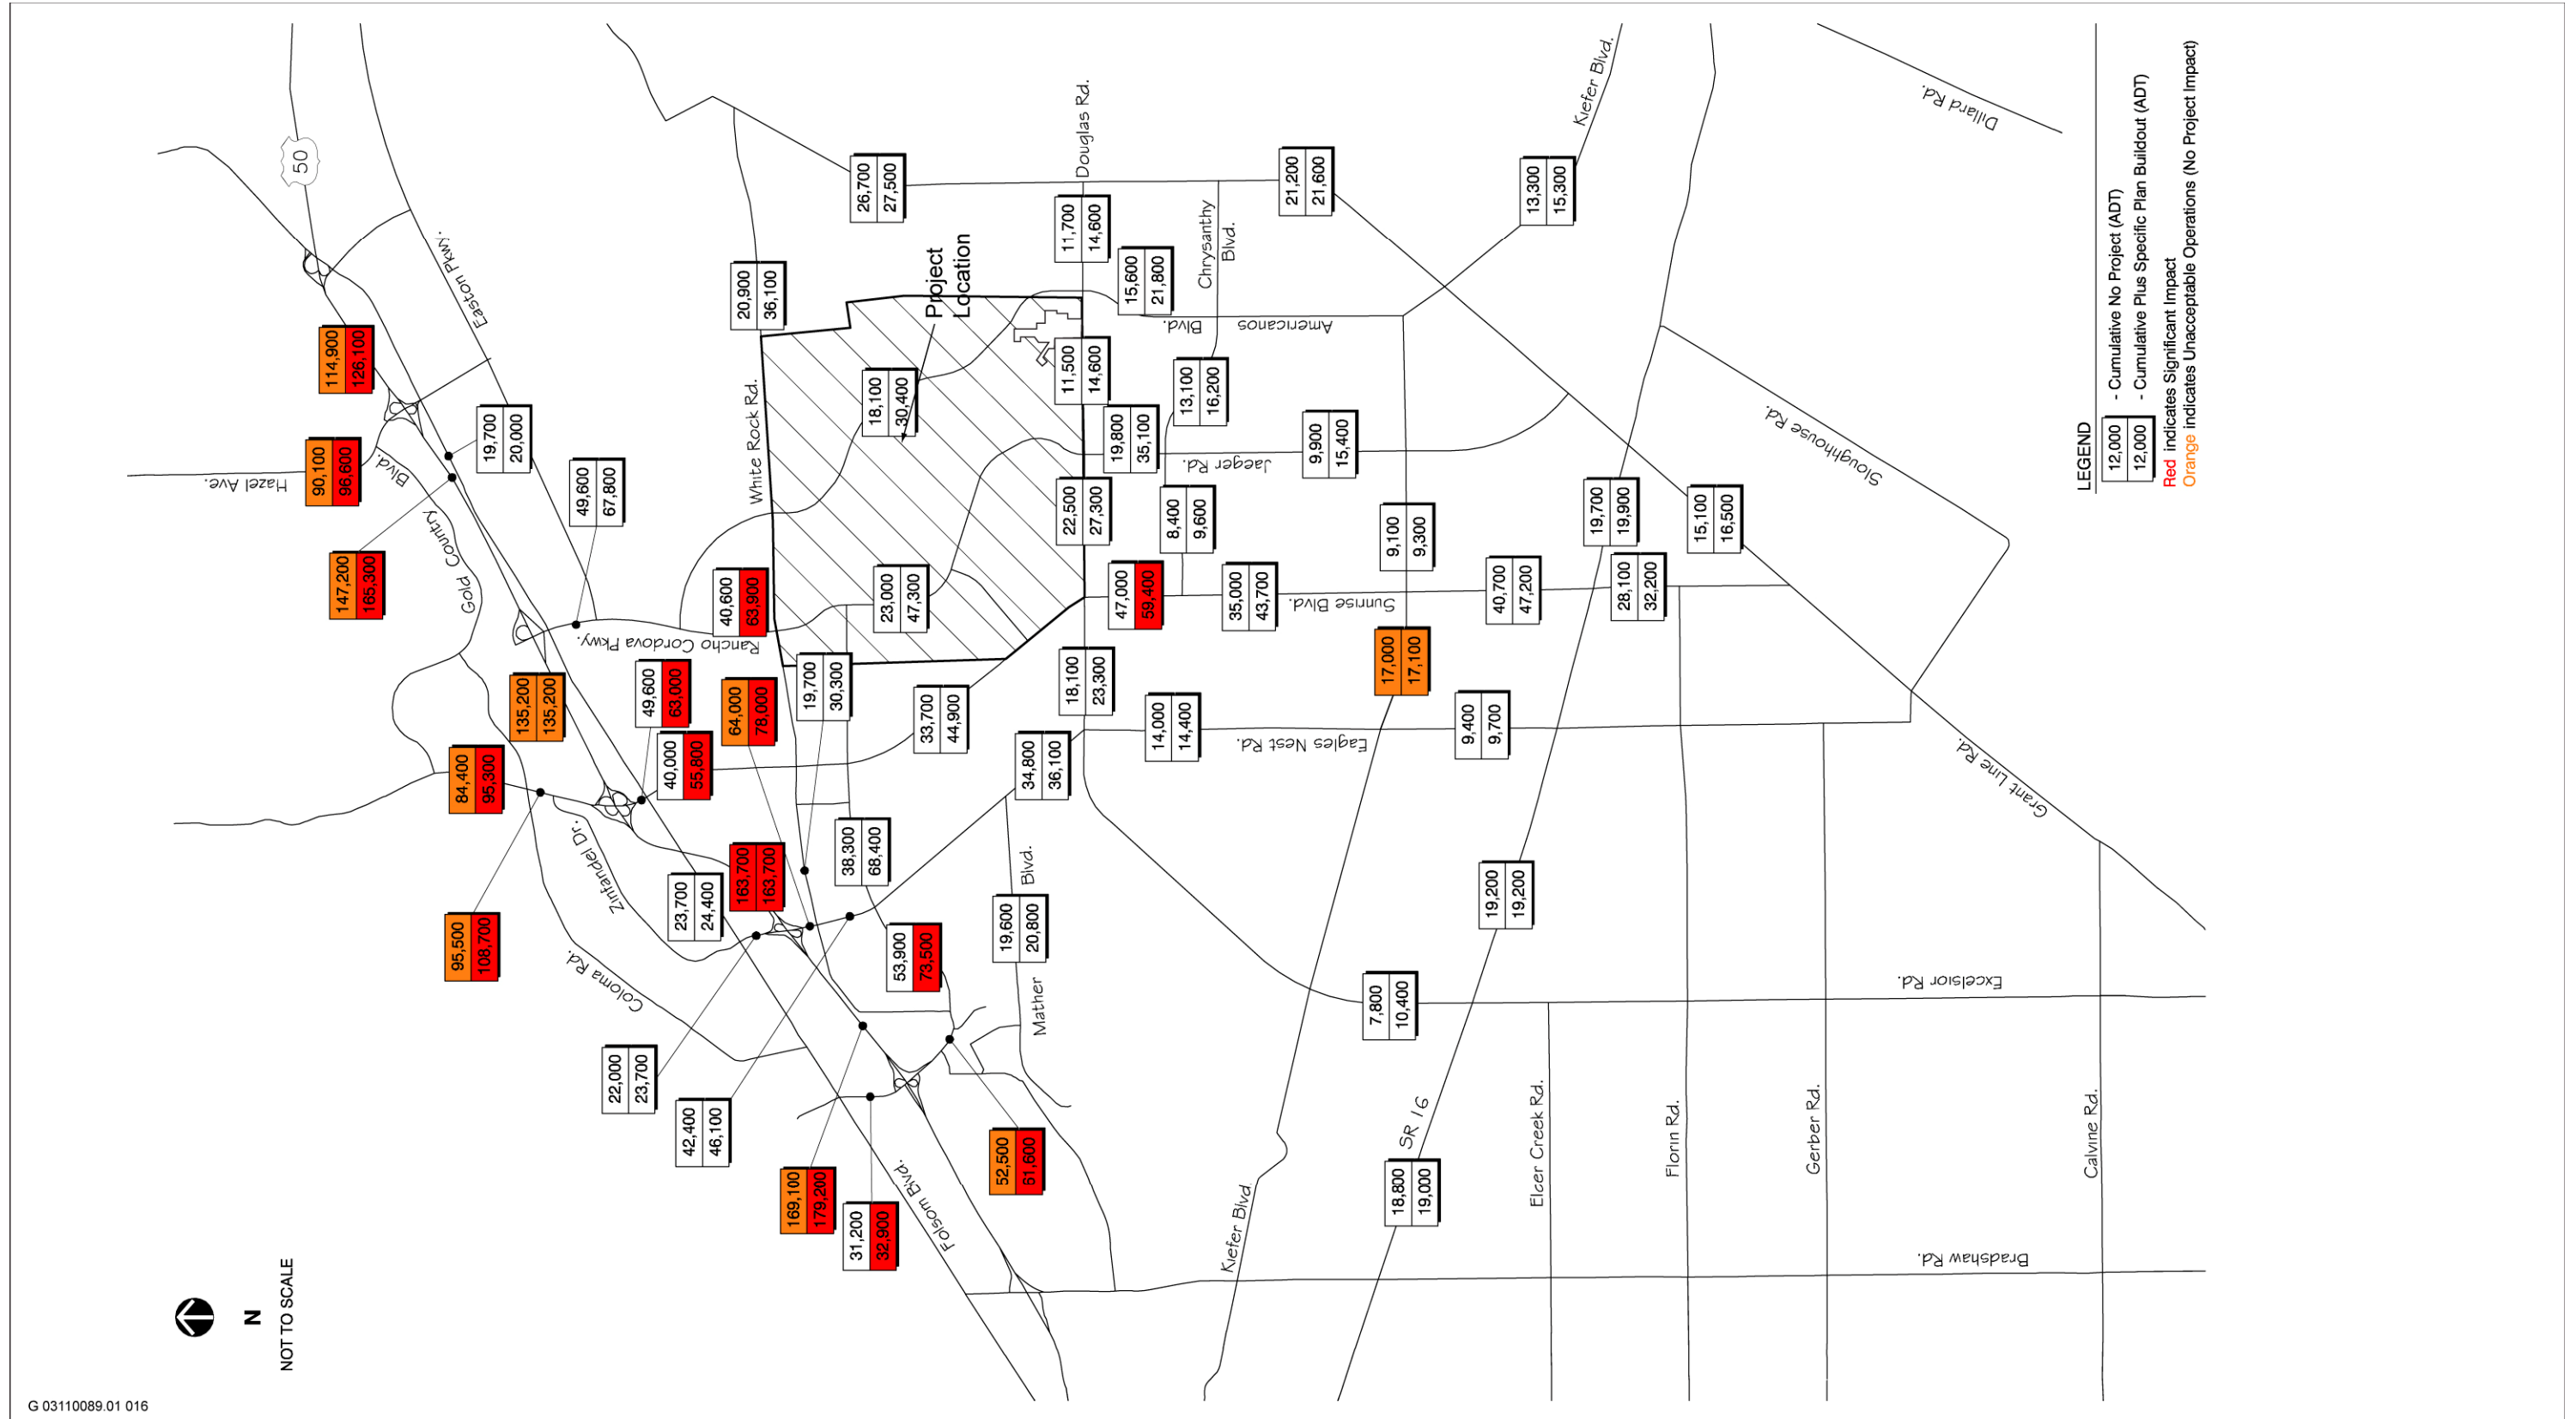 50
Easton Pkwy.
Hazel Ave.
Gold Country
Blvd.
114,900
126,100
90,100
96,600
147,200
165,300
19,700
20,000
49,600
67,800
135,200
135,200
84,400
95,300
95,500
108,700
Zinfandel Dr.
Coloma Rd.
Rancho Cordova Pkwy.
49,600
63,000
40,000
55,800
64,000
78,000
40,600
63,900
White Rock Rd.
20,900
36,100
26,700
27,500
Project
Location
18,100
30,400
23,000
47,300
19,700
30,300
33,700
44,900
163,700
163,700
23,700
24,400
38,300
68,400
53,900
73,500
22,000
23,700
42,400
46,100
169,100
179,200
31,200
32,900
52,500
61,600
Folsom Blvd.
34,800
36,100
19,600
20,800
Mather
Blvd.
Douglas Rd.
11,700
14,600
11,500
14,600
22,500
27,300
18,100
23,300
15,600
21,800
Chrysanthy
Blvd.
Americanos
Blvd.
13,100
16,200
19,800
35,100
Jaeger Rd.
8,400
9,600
47,000
59,400
35,000
43,700
Sunrise Blvd.
14,000
14,400
Eagles Nest Rd.
21,200
21,600
9,900
15,400
9,100
9,300
17,000
17,100
9,400
9,700
7,800
10,400
Kiefer Blvd.
13,300
15,300
19,700
19,900
40,700
47,200
28,100
32,200
15,100
16,500
19,200
19,200
18,800
19,000
SR 16
Kiefer Blvd.
Elcer Creek Rd.
Florin Rd.
Gerber Rd.
Calvine Rd.
Excelsior Rd.
Bradshaw Rd.
Grant Line Rd.
Sloughhouse Rd.
Dillard Rd.
LEGEND
12,000 - Cumulative No Project (ADT)
12,000 - Cumulative Plus Specific Plan Buildout (ADT)
Red indicates Significant Impact
Orange indicates Unacceptable Operations (No Project Impact)
N
NOT TO SCALE
G 03110089.01 016